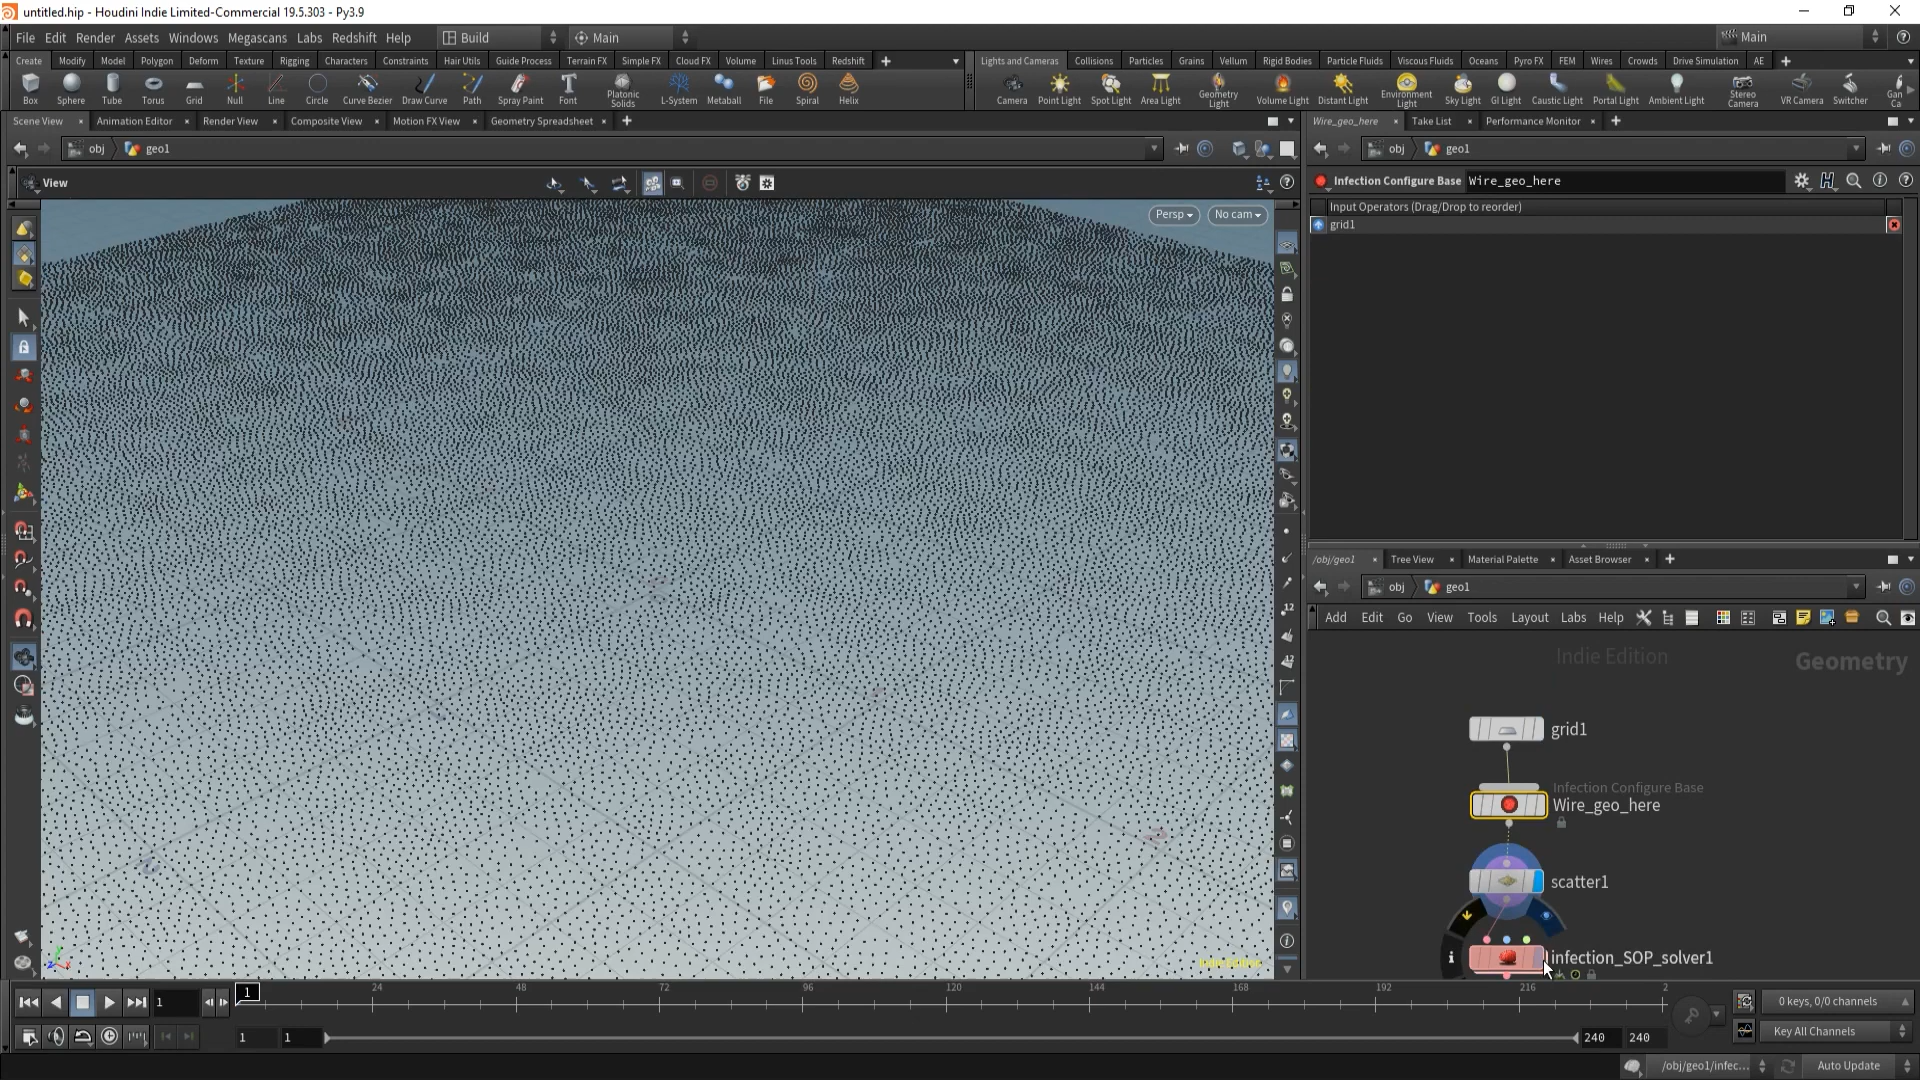 untitled.hip - Houdini Indie Limited-Commercial 19.5.303 - Py3.9
File Edit Render Assets Windows Megascans Labs Redshift Help Build Main Main
Create Modify Model Polygon Deform Texture Rigging Characters Constraints Hair Utils Guide Process Terrain FX Simple FX Cloud FX Volume Linus Tools Redshift
Lights and Cameras Collisions Particles Grains Vellum Rigid Bodies Particle Fluids Viscous Fluids Oceans Pyro FX FEM Wires Crowds Drive Simulation AE
Box Sphere Tube Torus Grid Null Line Circle Curve Bezier Draw Curve Path Spray Paint Font Platonic Solids L-System Metaball File Spiral Helix
Camera Point Light Spot Light Area Light Geometry Light Volume Light Distant Light Environment Light Sky Light GI Light Caustic Light Portal Light Ambient Light Stereo Camera VR Camera Switcher Gan Ca
Scene View Animation Editor Render View Composite View Motion FX View Geometry Spreadsheet
Wire_geo_here Take List Performance Monitor
obj geo1
obj geo1
View
Infection Configure Base Wire_geo_here
Input Operators (Drag/Drop to reorder)
grid1
Persp No cam
/obj/geo1 Tree View Material Palette Asset Browser
obj geo1
Add Edit Go View Tools Layout Labs Help
Indie Edition
Geometry
grid1
Infection Configure Base
Wire_geo_here
scatter1
infection_SOP_solver1
Indie Edition
1 1 24 48 72 96 120 144 168 192 216 2
0 keys, 0/0 channels
1 1 240 240
Key All Channels
/obj/geo1/infec... Auto Update